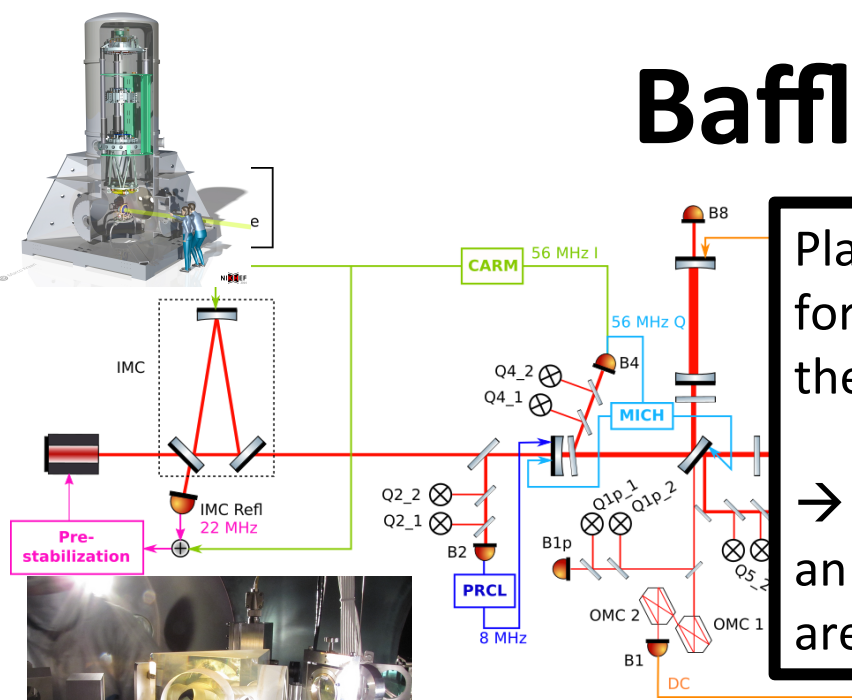 Baffl
e
NIKHEF
B8
CARM
56 MHz I
Pla
for
the
56 MHz Q
IMC
Q4_2
B4
Q4_1
MICH
Q2_2
IMC Refl
22 MHz
Q2_1
Q1p_1
Q1p_2
Pre-
stabilization
B2
B1p
→
Q5_2
PRCL
an
OMC 2
OMC 1
8 MHz
are
B1
DC